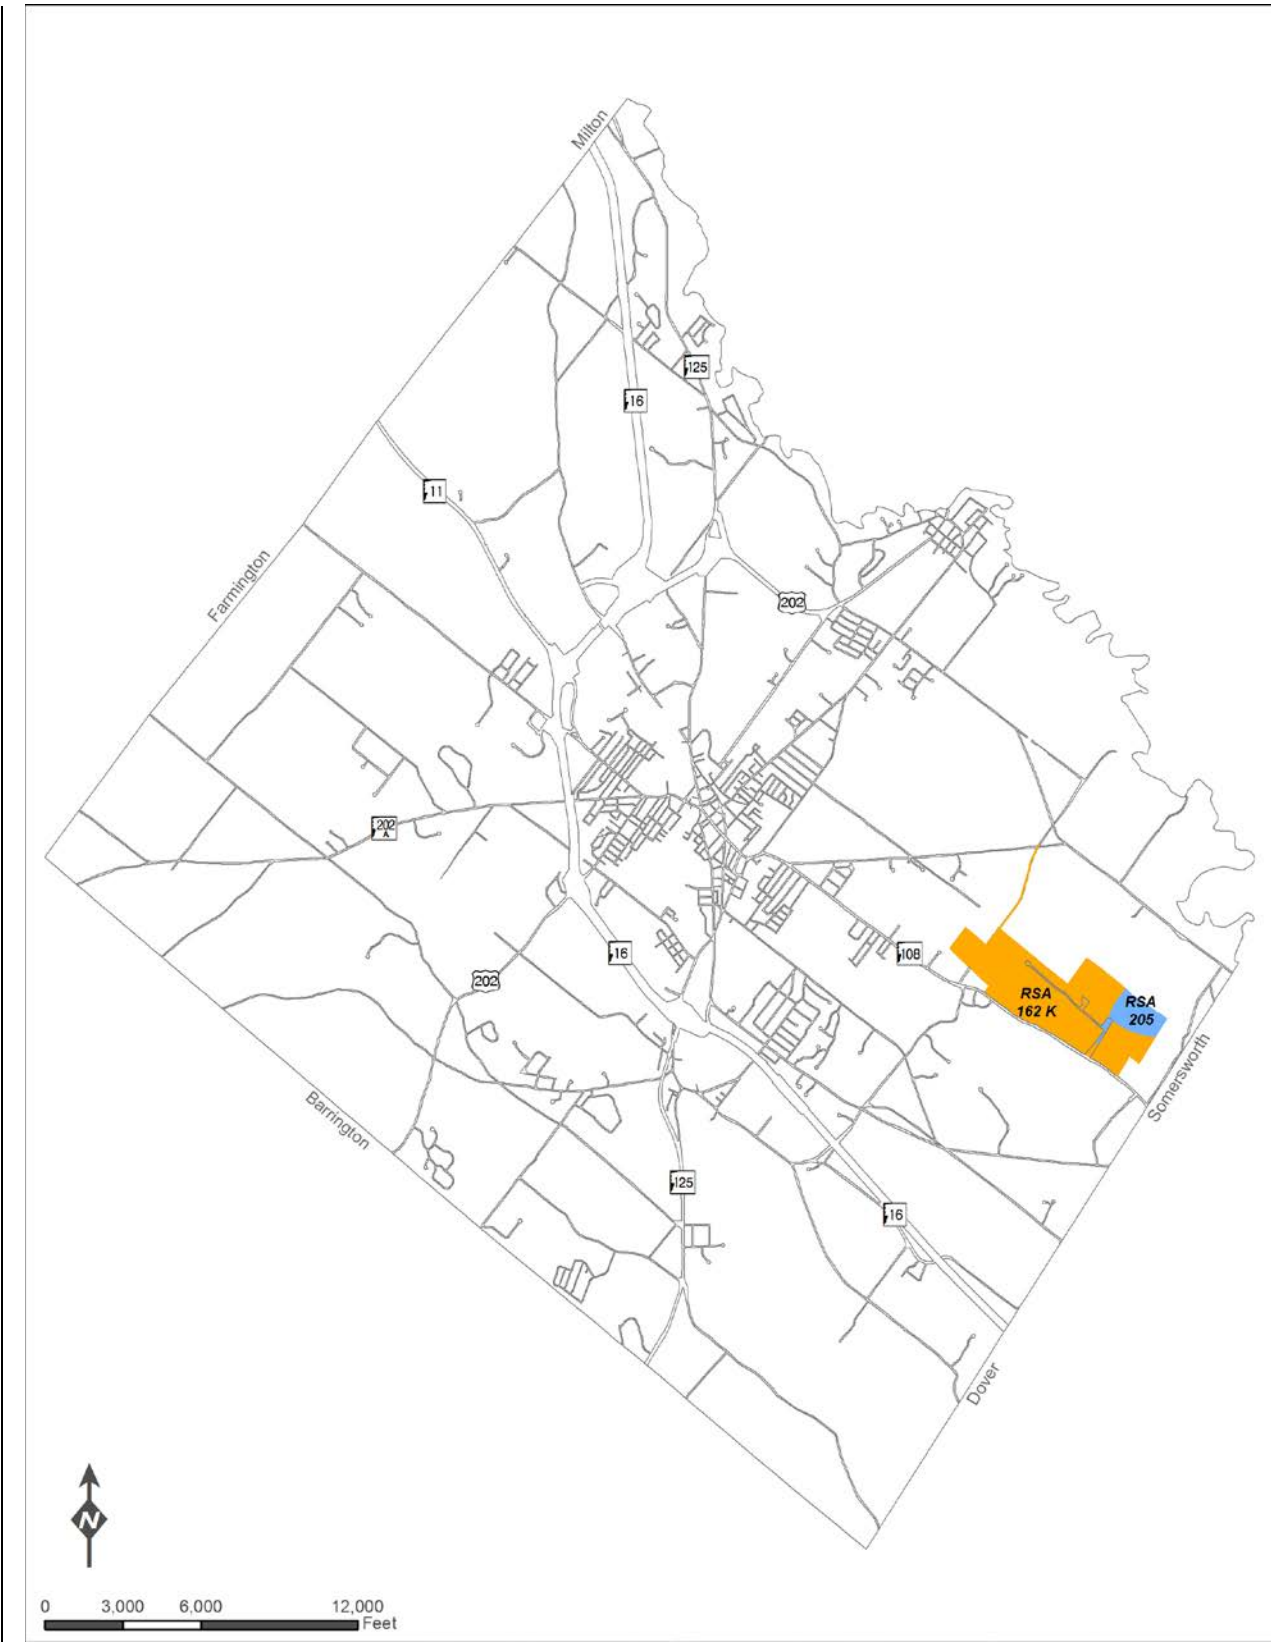 Milton
125
16
11
Farmington
202
202
A
108
16
202
RSA
162 K
RSA
205
Somersworth
Barrington
125
16
Dover
N
0 3,000 6,000 12,000
Feet